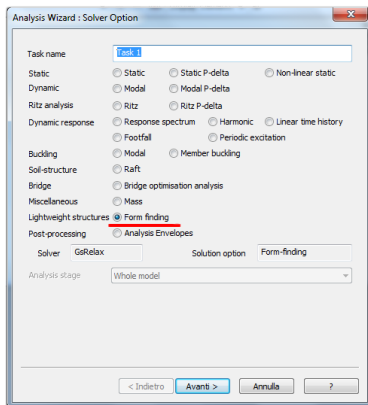 Analysis Wizard : Solver Option
Task name Task 1
Static Static Static P-delta Non-linear static
Dynamic Modal Modal P-delta
Ritz analysis Ritz Ritz P-delta
Dynamic response Response spectrum Harmonic Linear time history
Footfall Periodic excitation
Buckling Modal Member buckling
Soil-structure Raft
Bridge Bridge optimisation analysis
Miscellaneous Mass
Lightweight structures Form finding
Post-processing Analysis Envelopes
Solver GsRelax Solution option Form-finding
Analysis stage Whole model
< Indietro Avanti > Annulla ?